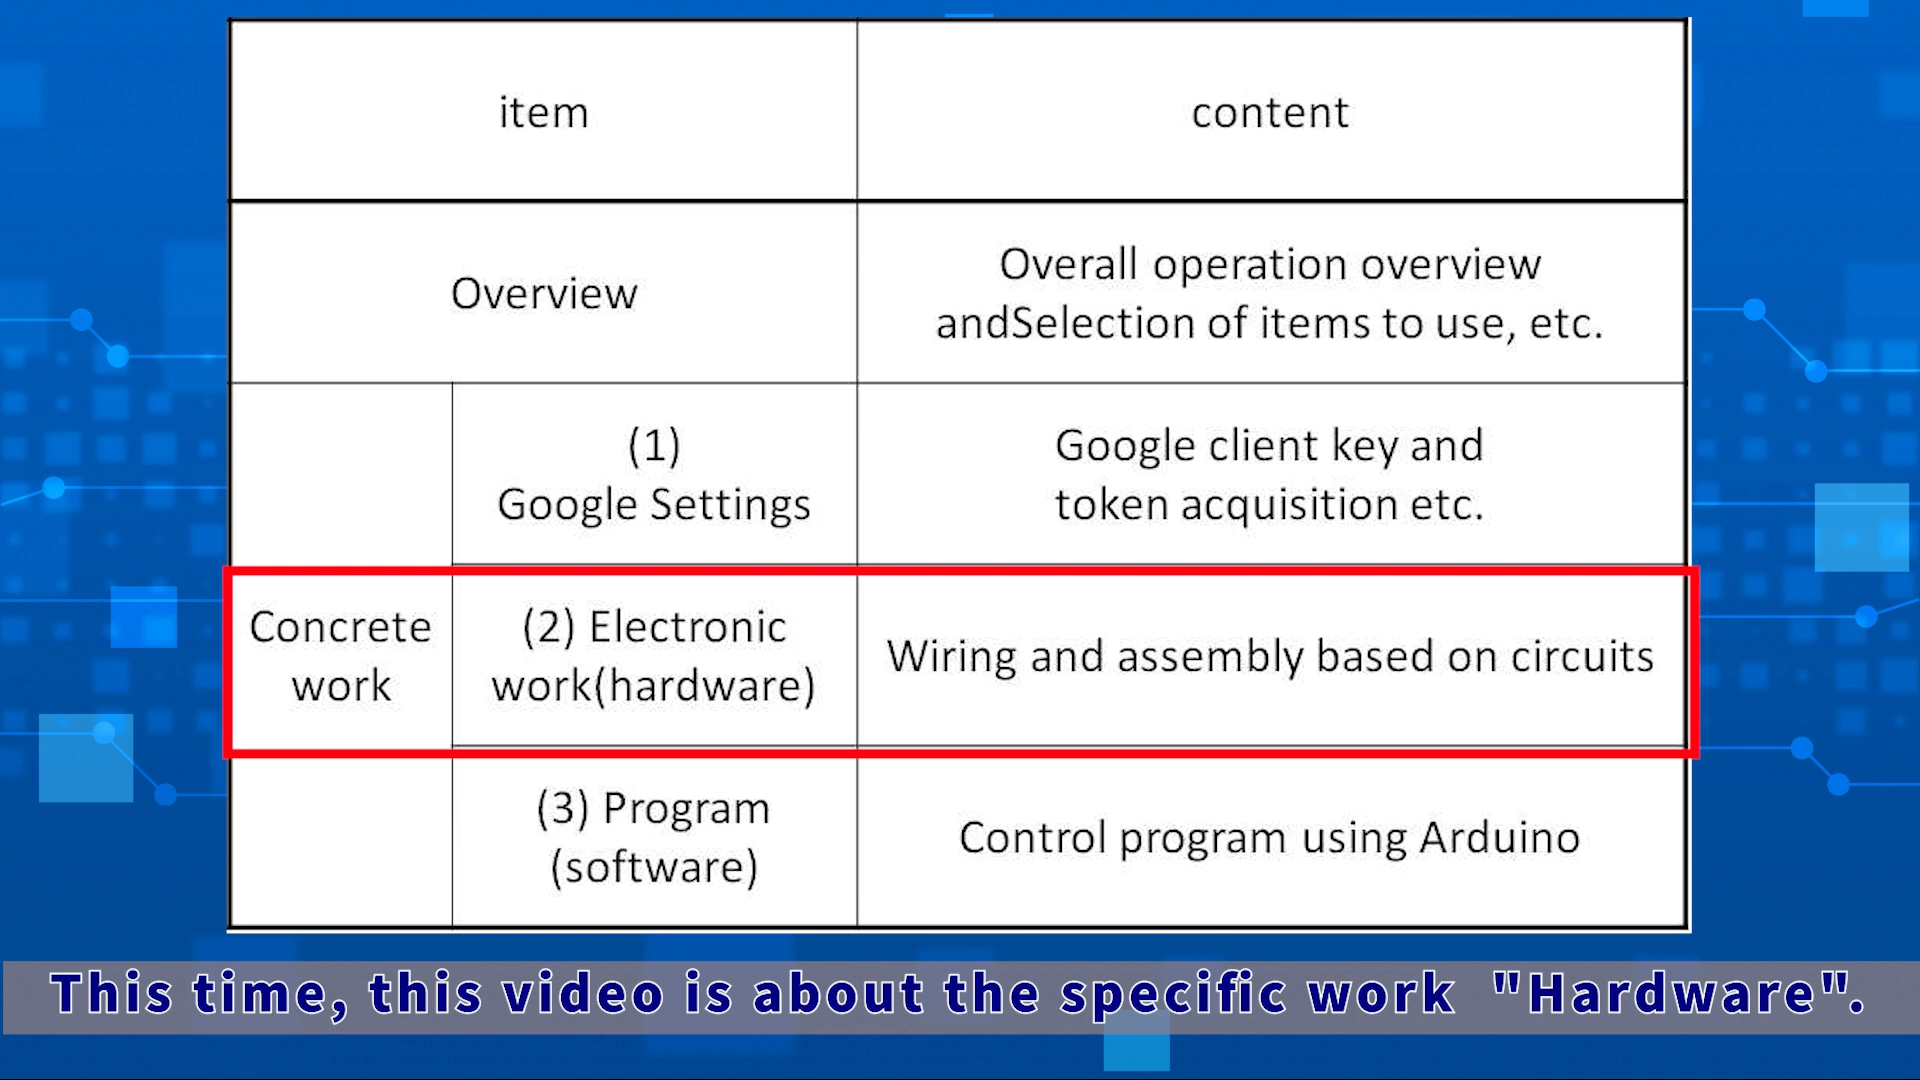 item
content
Overview
Overall operation overview
andSelection of items to use, etc.
(1)
Google Settings
Google client key and
token acquisition etc.
Concrete
work
(2) Electronic
work(hardware)
Wiring and assembly based on circuits
(3) Program
(software)
Control program using Arduino
This time, this video is about the specific work "Hardware".